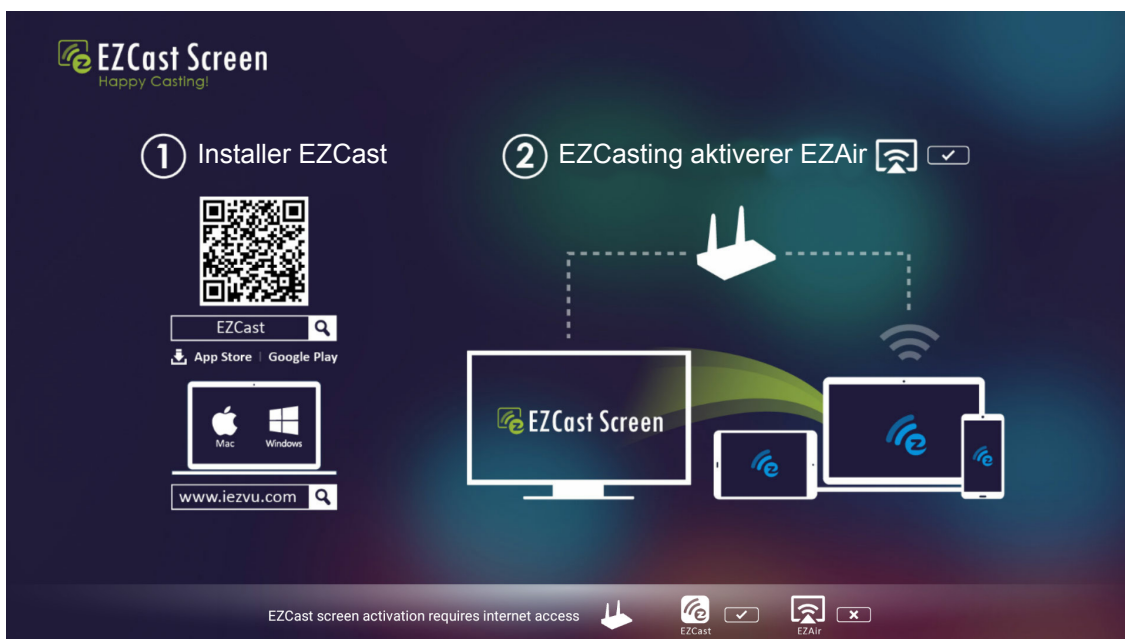 EZCast Screen
Happy Casting!
1 Installer EZCast
EZCast
App Store | Google Play
Mac Windows
www.iezvu.com
2 EZCasting aktiverer EZAir
EZCast Screen
EZCast screen activation requires internet access
EZCast
EZAir